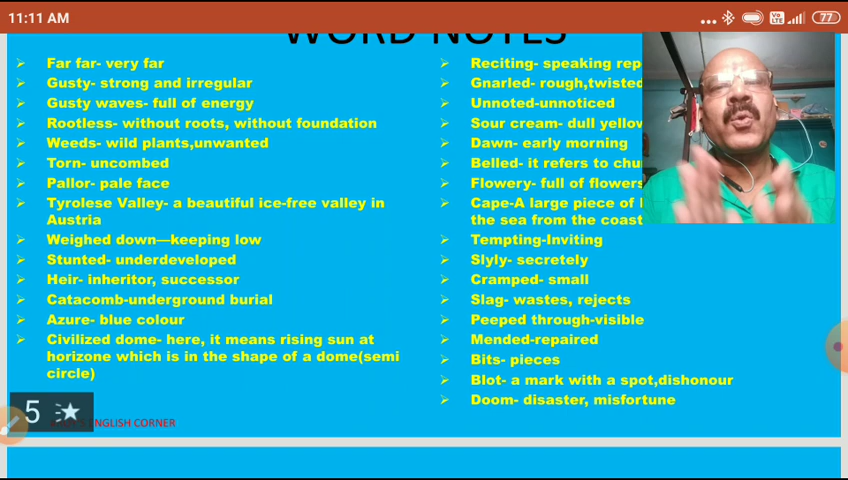 11:11 AM
Vo
LTE
77
WORD NOTES
Far far- very far
Gusty- strong and irregular
Gusty waves- full of energy
Rootless- without roots, without foundation
Weeds- wild plants,unwanted
Torn- uncombed
Pallor- pale face
Tyrolese Valley- a beautiful ice-free valley in
Austria
Weighed down—keeping low
Stunted- underdeveloped
Heir- inheritor, successor
Catacomb-underground burial
Azure- blue colour
Civilized dome- here, it means rising sun at
horizone which is in the shape of a dome(semi
circle)
Reciting- speaking rep
Gnarled- rough,twisted
Unnoted-unnoticed
Sour cream- dull yellow
Dawn- early morning
Belled- it refers to chu
Flowery- full of flowers
Cape-A large piece of
the sea from the coast
Tempting-Inviting
Slyly- secretely
Cramped- small
Slag- wastes, rejects
Peeped through-visible
Mended-repaired
Bits- pieces
Blot- a mark with a spot,dishonour
Doom- disaster, misfortune
5
ENGLISH CORNER